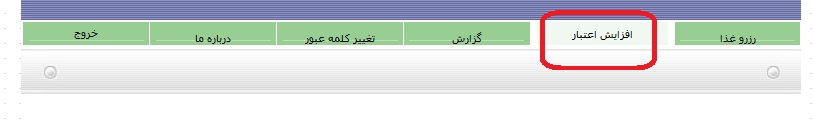 رزرو غذا
افزایش اعتبار
گزارش
تغییر کلمه عبور
درباره ما
خروج